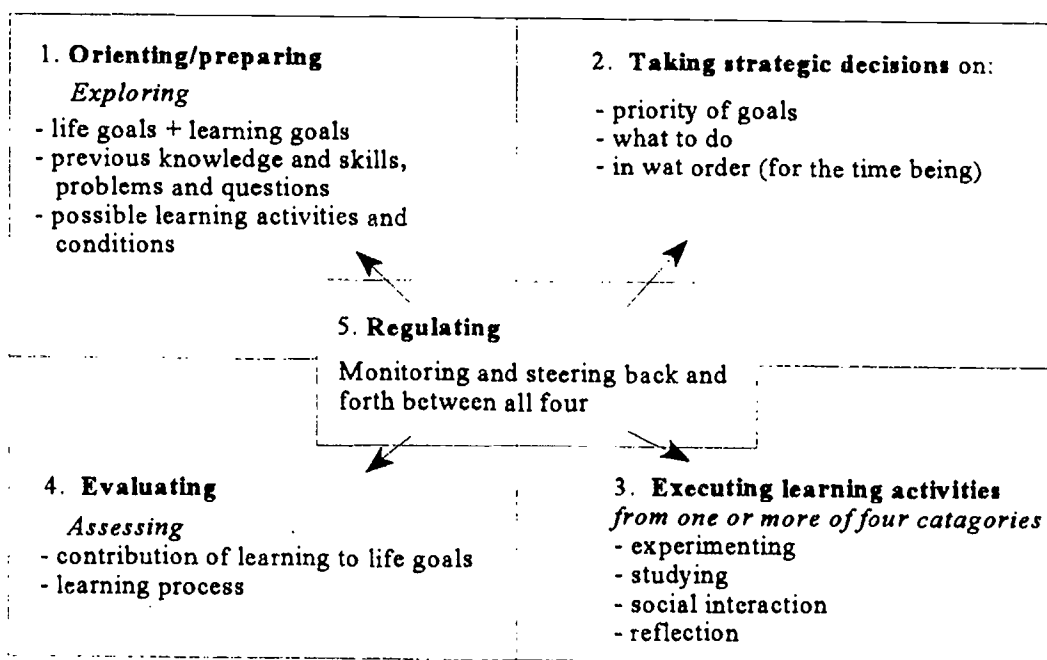 1. Orienting/preparing
Exploring
- life goals + learning goals
- previous knowledge and skills,
problems and questions
- possible learning activities and
conditions
2. Taking strategic decisions on:
- priority of goals
- what to do
- in wat order (for the time being)
5. Regulating
Monitoring and steering back and
forth between all four
4. Evaluating
Assessing
- contribution of learning to life goals
- learning process
3. Executing learning activities
from one or more of four catagories
- experimenting
- studying
- social interaction
- reflection